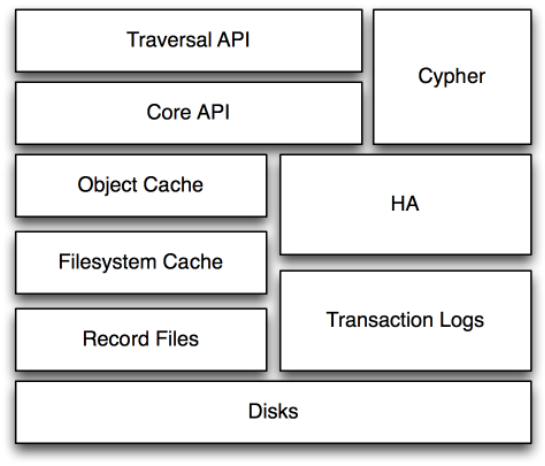 Traversal API
Cypher
Core API
Object Cache
HA
Filesystem Cache
Transaction Logs
Record Files
Disks